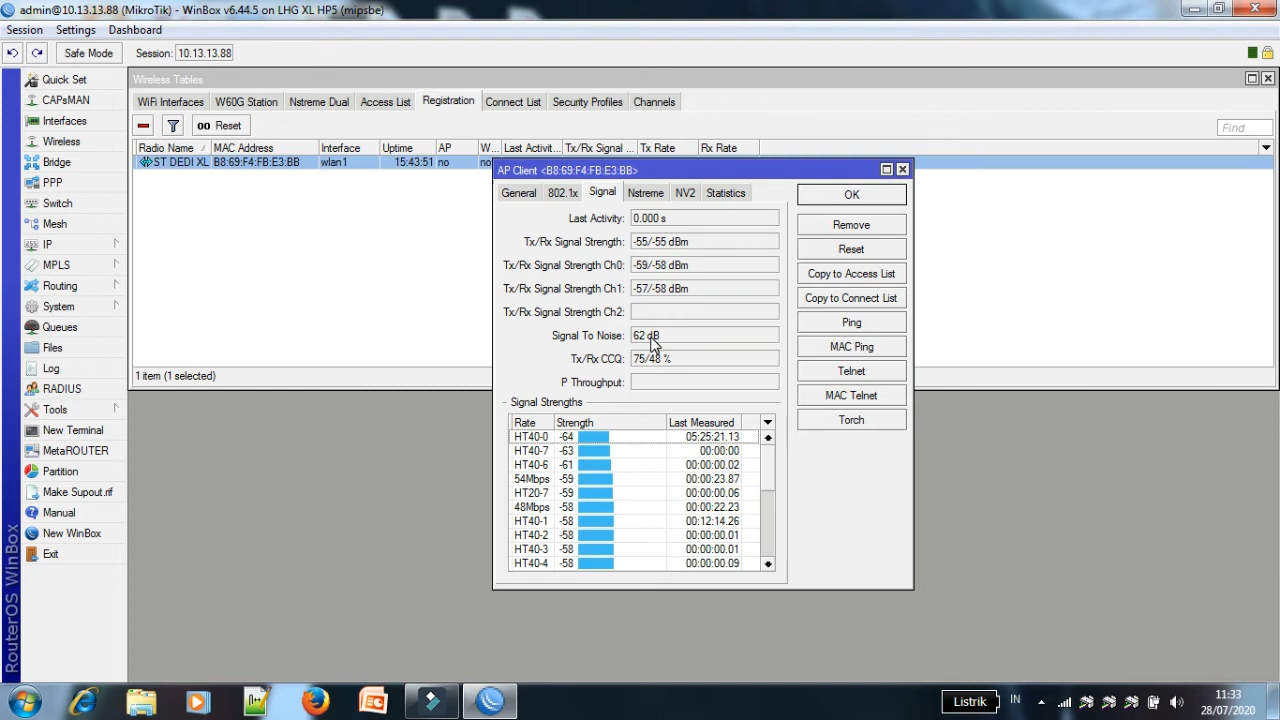 admin@10.13.13.88 (MikroTik) - WinBox v6.44.5 on LHG XL HP5 (mipsbe)
Session Settings Dashboard
Safe Mode Session: 10.13.13.88
Quick Set
CAPsMAN
Interfaces
Wireless
Bridge
PPP
Switch
Mesh
IP
MPLS
Routing
System
Queues
Files
Log
RADIUS
Tools
New Terminal
MetaROUTER
Partition
Make Supout.rif
Manual
New WinBox
Exit
RouterOS WinBox
Wireless Tables
WiFi Interfaces W60G Station Nstreme Dual Access List Registration Connect List Security Profiles Channels
oo Reset Find
Radio Name / MAC Address Interface Uptime AP W... Last Activit... Tx/Rx Signal ... Tx Rate Rx Rate
ST DEDI XL B8:69:F4:FB:E3:BB wlan1 15:43:51 no no
1 item (1 selected)
AP Client <B8:69:F4:FB:E3:BB>
General 802.1x Signal Nstreme NV2 Statistics
Last Activity: 0.000 s
Tx/Rx Signal Strength: -55/-55 dBm
Tx/Rx Signal Strength Ch0: -59/-58 dBm
Tx/Rx Signal Strength Ch1: -57/-58 dBm
Tx/Rx Signal Strength Ch2:
Signal To Noise: 62 dB
Tx/Rx CCQ: 75/48 %
P Throughput:
Signal Strengths
Rate Strength Last Measured
HT40-0 -64 05:25:21.13
HT40-7 -63 00:00:00
HT40-6 -61 00:00:00.02
54Mbps -59 00:00:23.87
HT20-7 -59 00:00:00.06
48Mbps -58 00:00:22.23
HT40-1 -58 00:12:14.26
HT40-2 -58 00:00:00.01
HT40-3 -58 00:00:00.01
HT40-4 -58 00:00:00.09
OK
Remove
Reset
Copy to Access List
Copy to Connect List
Ping
MAC Ping
Telnet
MAC Telnet
Torch
Listrik IN 11:33
28/07/2020